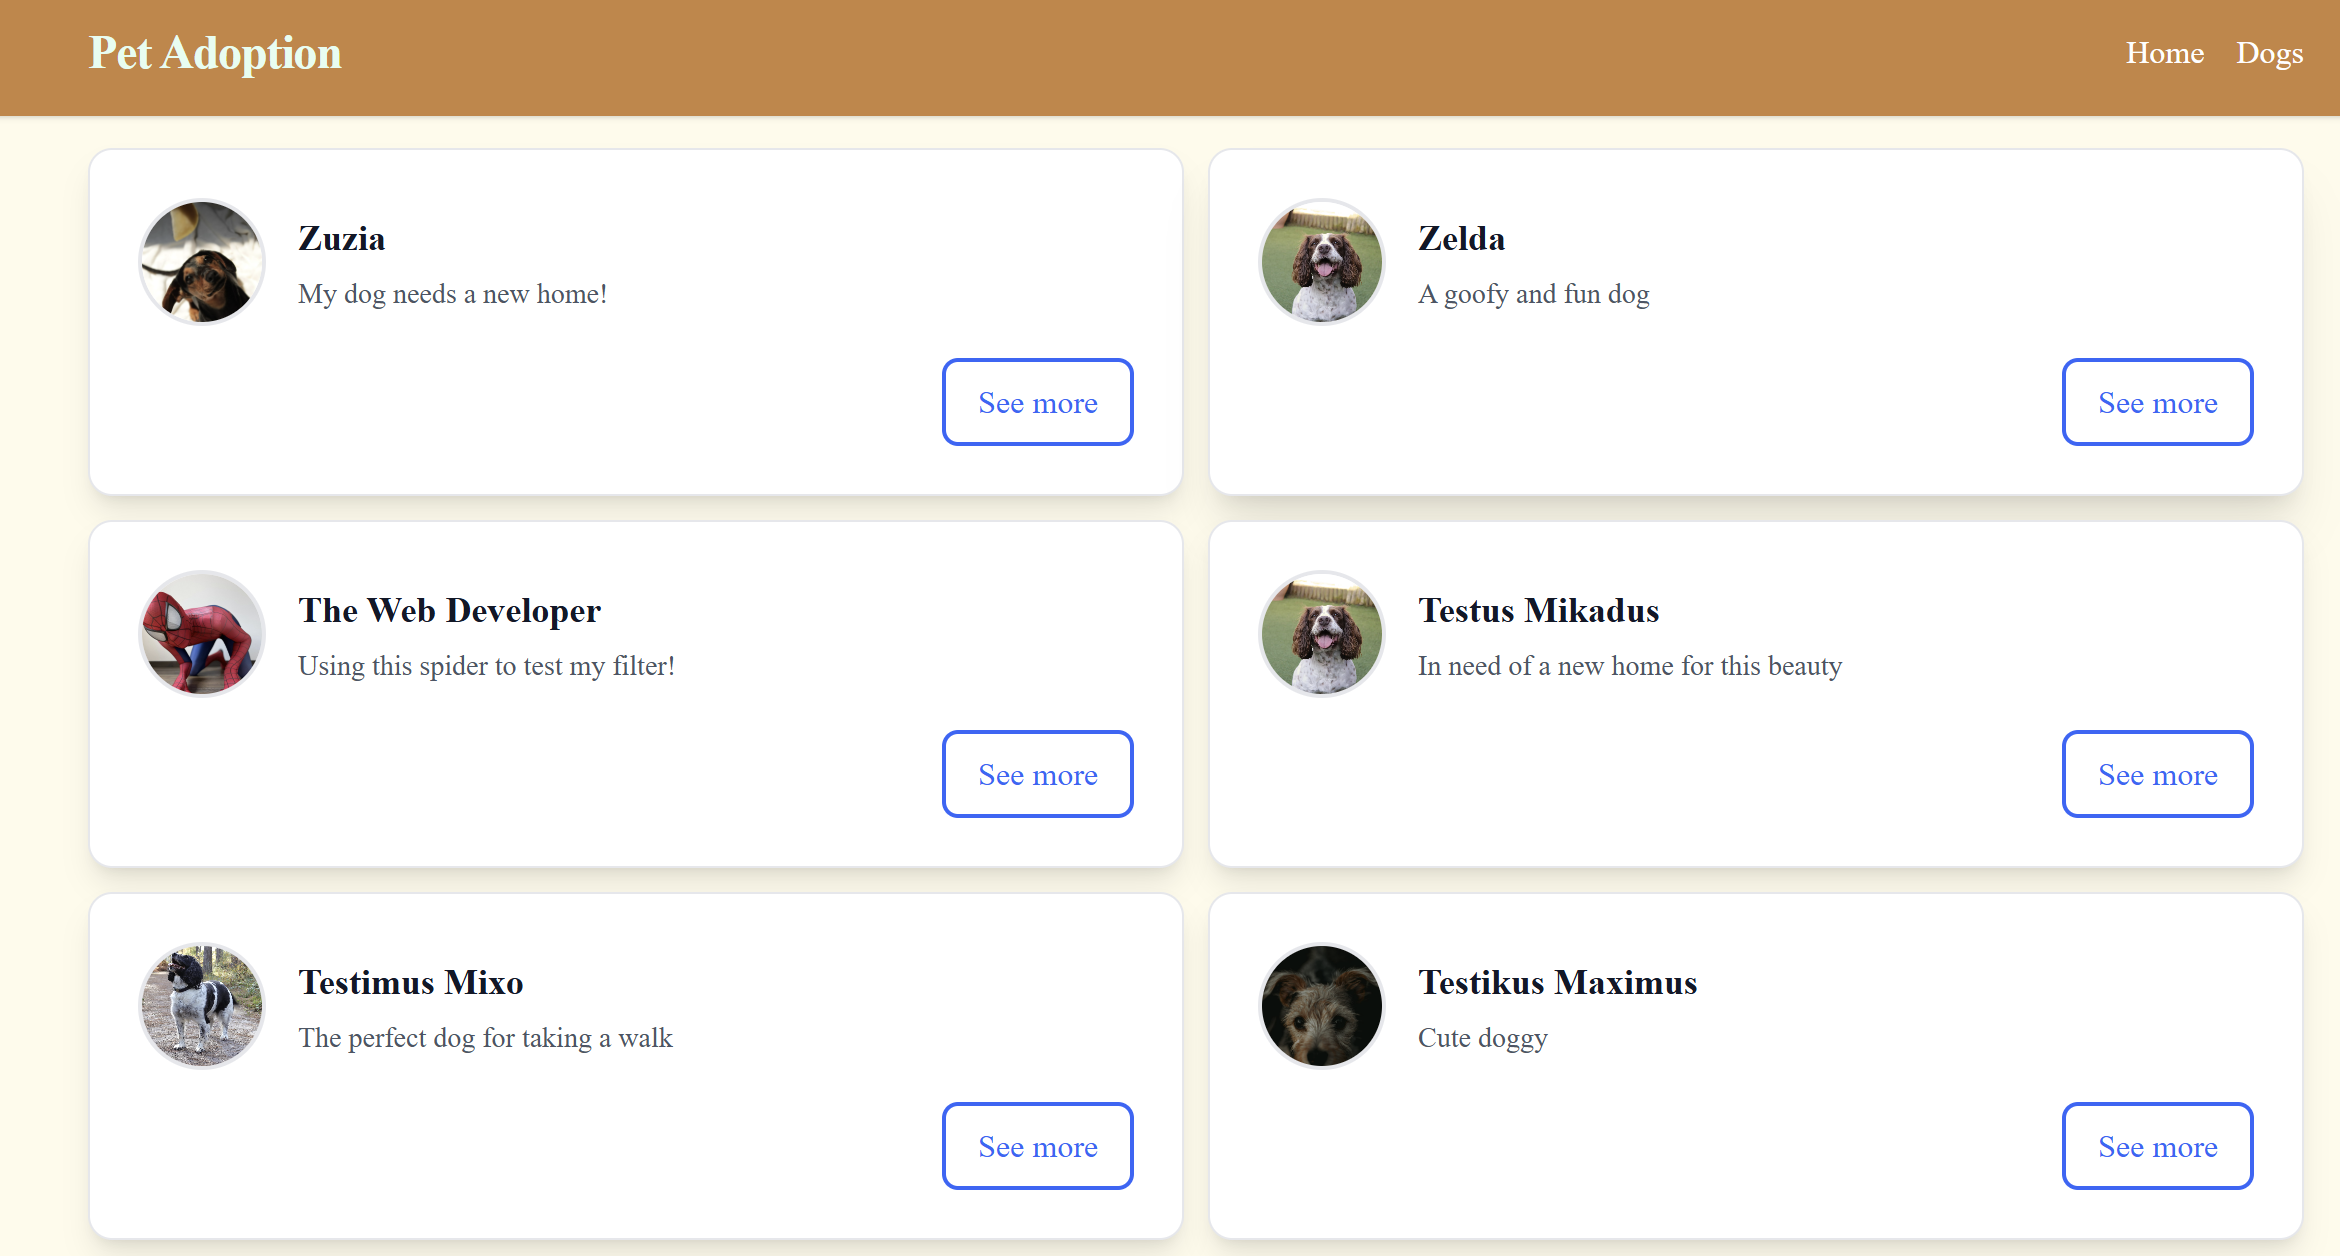 Pet Adoption
Home Dogs
Zuzia
My dog needs a new home!
See more
Zelda
A goofy and fun dog
See more
The Web Developer
Using this spider to test my filter!
See more
Testus Mikadus
In need of a new home for this beauty
See more
Testimus Mixo
The perfect dog for taking a walk
See more
Testikus Maximus
Cute doggy
See more